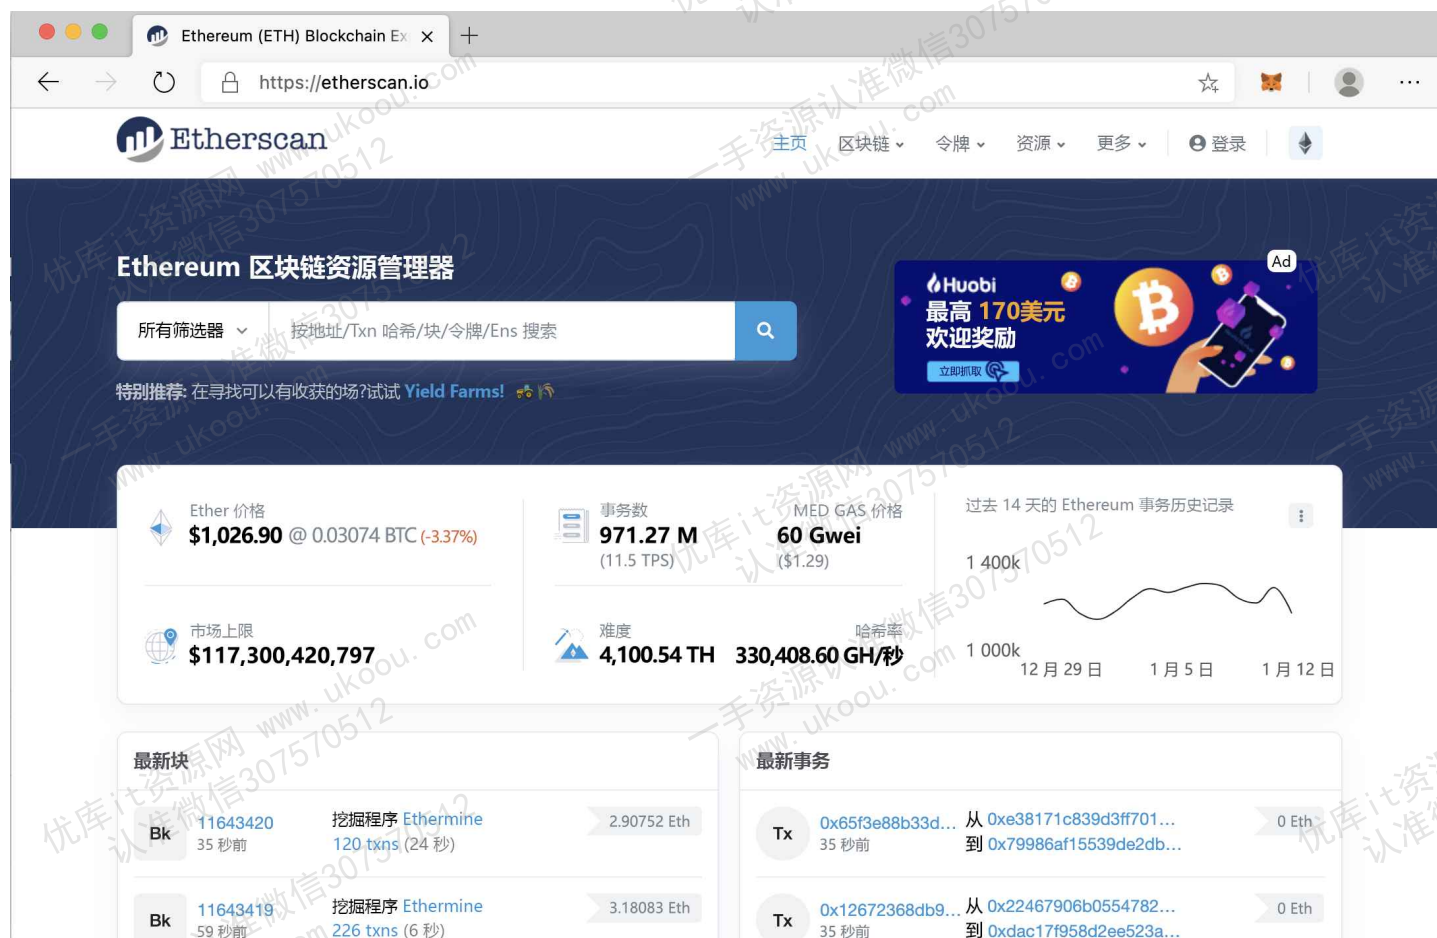 Ethereum (ETH) Blockchain Ex
https://etherscan.io
Etherscan
主页 区块链 令牌 资源 更多 登录
Ethereum 区块链资源管理器
所有筛选器 按地址/Txn 哈希/块/令牌/Ens 搜索
特别推荐: 在寻找可以有收获的场?试试 Yield Farms!
Ad
Huobi
最高 170美元
欢迎奖励
立即抓取
Ether 价格
$1,026.90 @ 0.03074 BTC (-3.37%)
市场上限
$117,300,420,797
事务数 MED GAS 价格
971.27 M 60 Gwei
(11.5 TPS) ($1.29)
难度 哈希率
4,100.54 TH 330,408.60 GH/秒
过去 14 天的 Ethereum 事务历史记录
1 400k
1 000k
12 月 29 日 1 月 5 日 1 月 12 日
最新块
Bk 11643420 挖掘程序 Ethermine 2.90752 Eth
35 秒前 120 txns (24 秒)
Bk 11643419 挖掘程序 Ethermine 3.18083 Eth
59 秒前 226 txns (6 秒)
最新事务
Tx 0x65f3e88b33d... 从 0xe38171c839d3ff701... 0 Eth
35 秒前 到 0x79986af15539de2db...
Tx 0x12672368db9... 从 0x22467906b0554782... 0 Eth
35 秒前 到 0xdac17f958d2ee523a...
优库it资源网 www.ukoou.com
认准微信307570512
一手资源认准微信307570512
www.ukoou.com